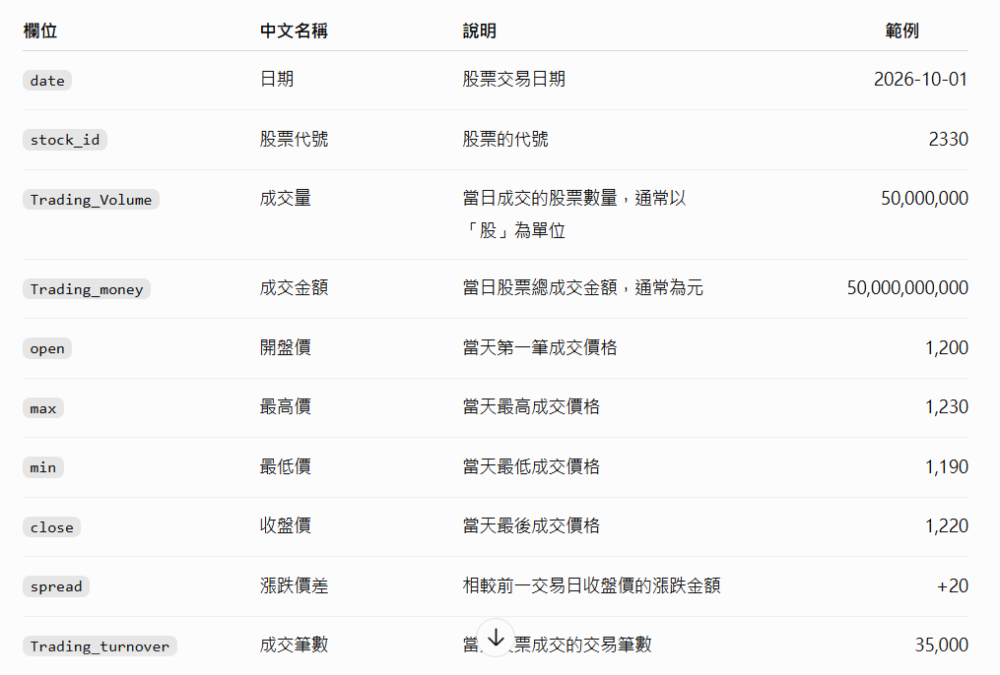 欄位 中文名稱 說明 範例
date 日期 股票交易日期 2026-10-01
stock_id 股票代號 股票的代號 2330
Trading_Volume 成交量 當日成交的股票數量，通常以 50,000,000
「股」為單位
Trading_money 成交金額 當日股票總成交金額，通常為元 50,000,000,000
open 開盤價 當天第一筆成交價格 1,200
max 最高價 當天最高成交價格 1,230
min 最低價 當天最低成交價格 1,190
close 收盤價 當天最後成交價格 1,220
spread 漲跌價差 相較前一交易日收盤價的漲跌金額 +20
Trading_turnover 成交筆數 當 票成交的交易筆數 35,000